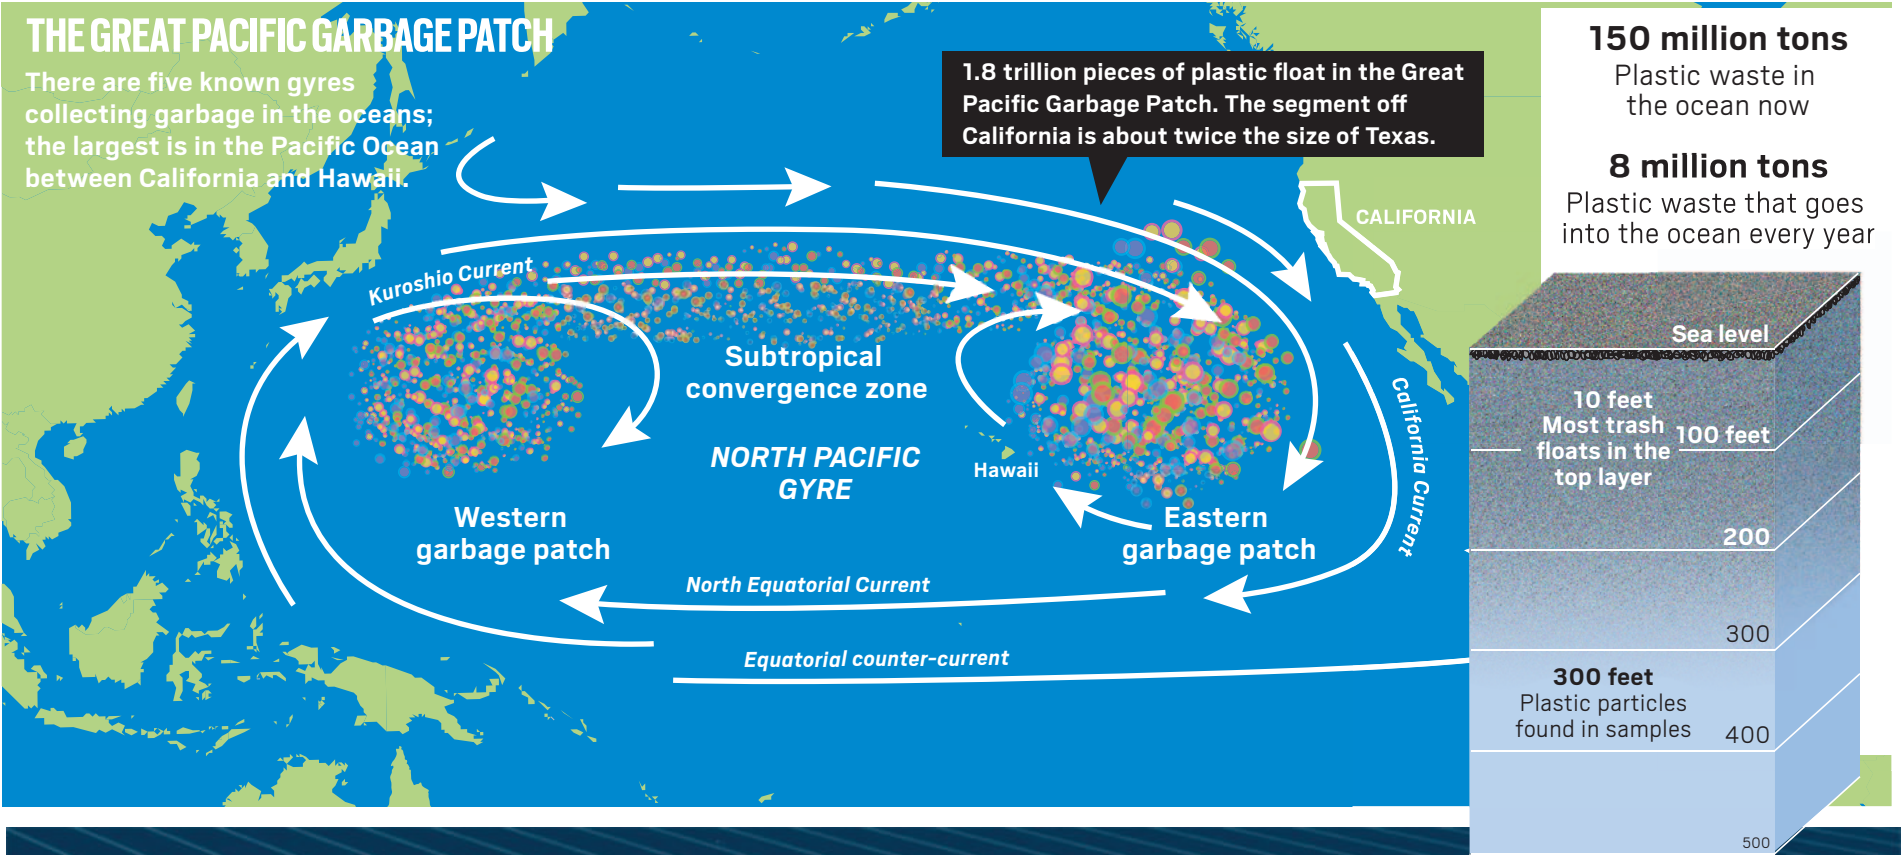 THE GREAT PACIFIC GARBAGE PATCH
There are five known gyres
collecting garbage in the oceans;
the largest is in the Pacific Ocean
between California and Hawaii.
1.8 trillion pieces of plastic float in the Great
Pacific Garbage Patch. The segment off
California is about twice the size of Texas.
150 million tons
Plastic waste in
the ocean now
8 million tons
Plastic waste that goes
into the ocean every year
CALIFORNIA
Kuroshio Current
Subtropical
convergence zone
NORTH PACIFIC
GYRE
Hawaii
California Current
Western
garbage patch
Eastern
garbage patch
North Equatorial Current
Equatorial counter-current
Sea level
10 feet
Most trash
floats in the
top layer
100 feet
200
300
300 feet
Plastic particles
found in samples
400
500